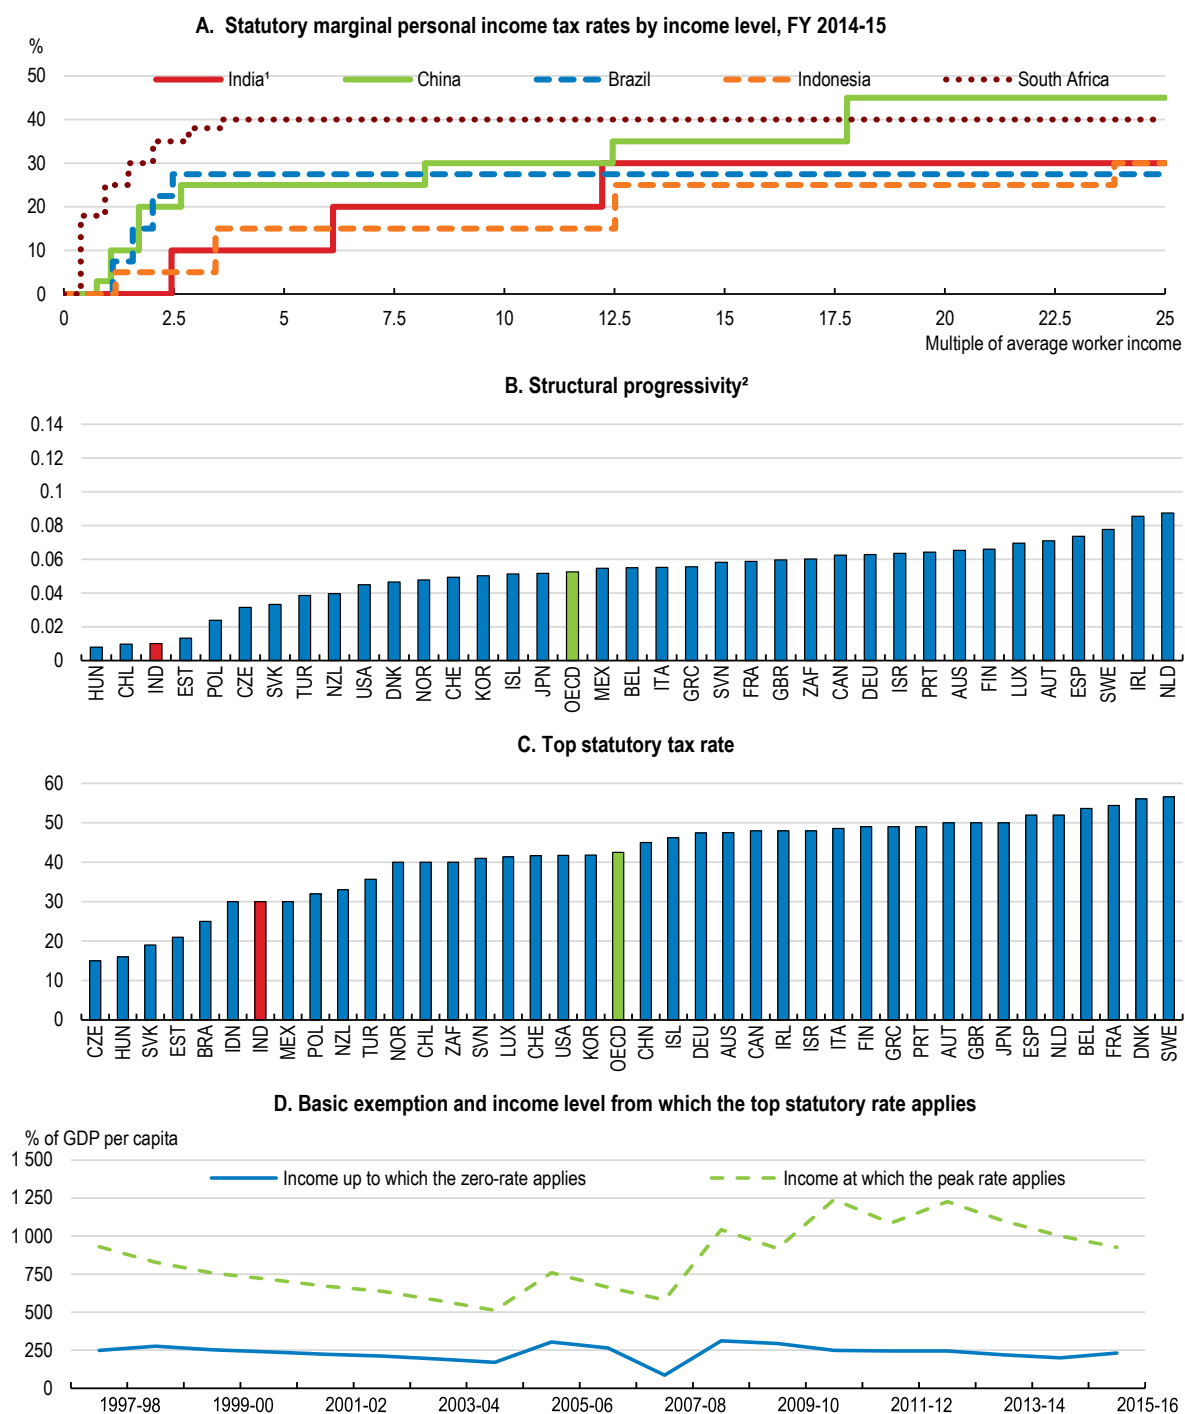 A. Statutory marginal personal income tax rates by income level, FY 2014-15
%
50
India¹ China Brazil Indonesia South Africa
40
30
20
10
0
0 2.5 5 7.5 10 12.5 15 17.5 20 22.5 25
Multiple of average worker income
B. Structural progressivity²
0.14
0.12
0.1
0.08
0.06
0.04
0.02
0
HUN CHL IND EST POL CZE SVK TUR NZL USA DNK NOR CHE KOR ISL JPN OECD MEX BEL ITA GRC SVN FRA GBR ZAF CAN DEU ISR PRT AUS FIN LUX AUT ESP SWE IRL NLD
C. Top statutory tax rate
60
50
40
30
20
10
0
CZE HUN SVK EST BRA IDN IND MEX POL NZL TUR NOR CHL ZAF SVN LUX CHE USA KOR OECD CHN ISL DEU AUS CAN IRL ISR ITA FIN GRC PRT AUT GBR JPN ESP NLD BEL FRA DNK SWE
D. Basic exemption and income level from which the top statutory rate applies
% of GDP per capita
1 500
Income up to which the zero-rate applies Income at which the peak rate applies
1 250
1 000
750
500
250
0
1997-98 1999-00 2001-02 2003-04 2005-06 2007-08 2009-10 2011-12 2013-14 2015-16